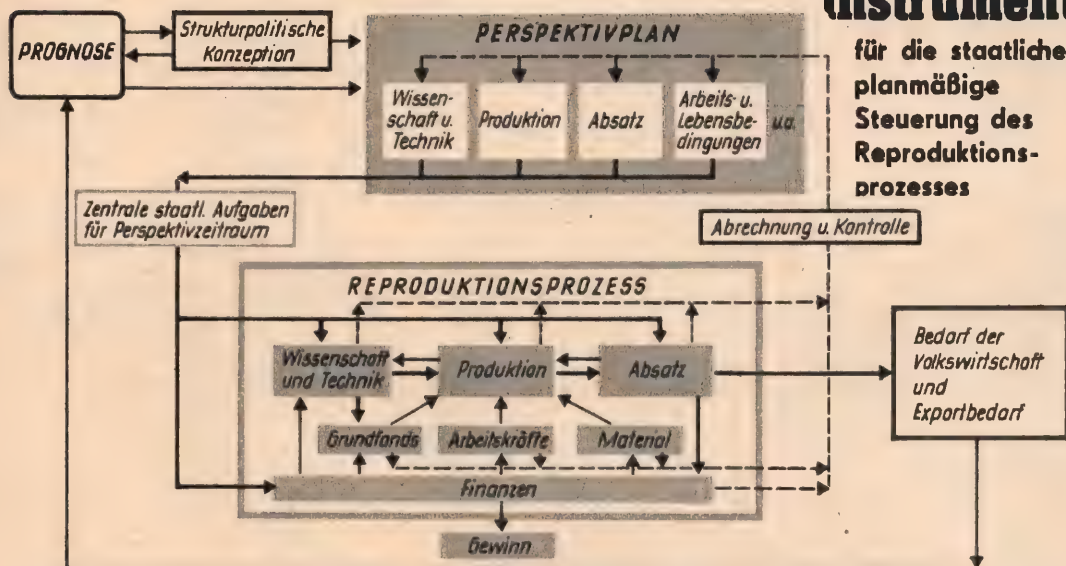 Instrument
für die staatliche
planmäßige
Steuerung des
Reproduktions-
prozesses
PROGNOSE
Strukturpolitische
Konzeption
PERSPEKTIVPLAN
Wissen-
schaft u.
Technik
Produktion
Absatz
Arbeits- u.
Lebensbe-
dingungen
u.a.
Zentrale staatl. Aufgaben
für Perspektivzeitraum
Abrechnung u. Kontrolle
REPRODUKTIONSPROZESS
Wissenschaft
und Technik
Produktion
Absatz
Bedarf der
Volkswirtschaft
und
Exportbedarf
Grundfonds
Arbeitskräfte
Material
Finanzen
Gewinn